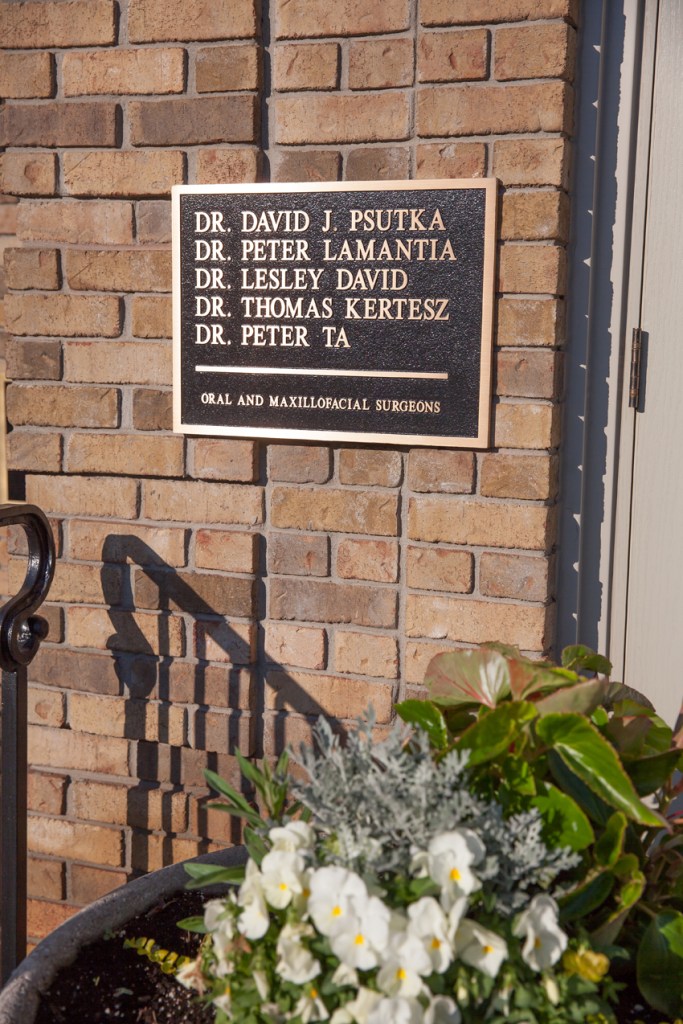 DR. DAVID J. PSUTKA
DR. PETER LAMANTIA
DR. LESLEY DAVID
DR. THOMAS KERTESZ
DR. PETER TA
ORAL AND MAXILLOFACIAL SURGEONS